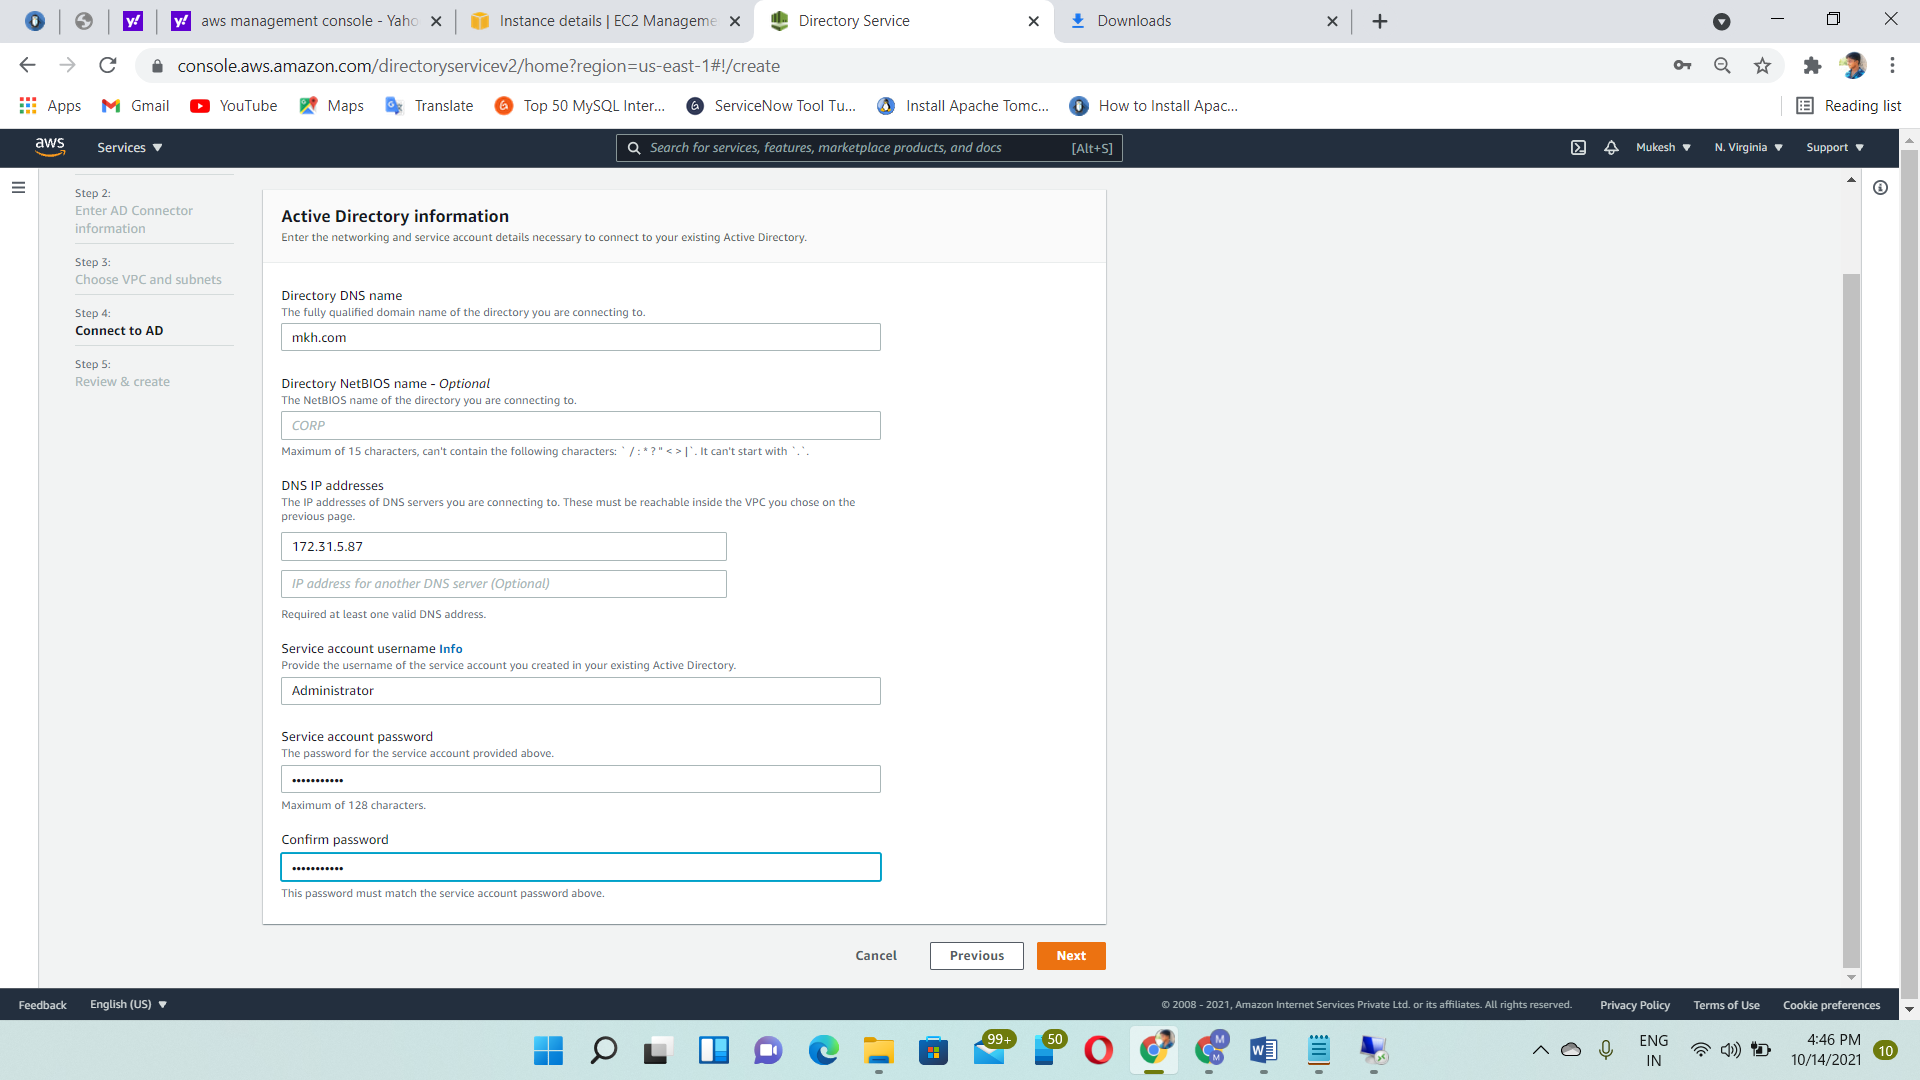 aws management console - Yaho
Instance details | EC2 Manageme
Directory Service
Downloads
console.aws.amazon.com/directoryservicev2/home?region=us-east-1#!/create
Apps
Gmail
YouTube
Maps
Translate
Top 50 MySQL Inter...
ServiceNow Tool Tu...
Install Apache Tomc...
How to Install Apac...
Reading list
aws
Services
Search for services, features, marketplace products, and docs
[Alt+S]
Mukesh
N. Virginia
Support
Step 2:
Enter AD Connector
information
Step 3:
Choose VPC and subnets
Step 4:
Connect to AD
Step 5:
Review & create
Active Directory information
Enter the networking and service account details necessary to connect to your existing Active Directory.
Directory DNS name
The fully qualified domain name of the directory you are connecting to.
mkh.com
Directory NetBIOS name - Optional
The NetBIOS name of the directory you are connecting to.
CORP
Maximum of 15 characters, can't contain the following characters: ` / : * ? " < > |`. It can't start with `.`.
DNS IP addresses
The IP addresses of DNS servers you are connecting to. These must be reachable inside the VPC you chose on the
previous page.
172.31.5.87
IP address for another DNS server (Optional)
Required at least one valid DNS address.
Service account username Info
Provide the username of the service account you created in your existing Active Directory.
Administrator
Service account password
The password for the service account provided above.
•••••••••••
Maximum of 128 characters.
Confirm password
•••••••••••
This password must match the service account password above.
Cancel
Previous
Next
Feedback
English (US)
© 2008 - 2021, Amazon Internet Services Private Ltd. or its affiliates. All rights reserved.
Privacy Policy
Terms of Use
Cookie preferences
99+
50
ENG
IN
4:46 PM
10/14/2021
10